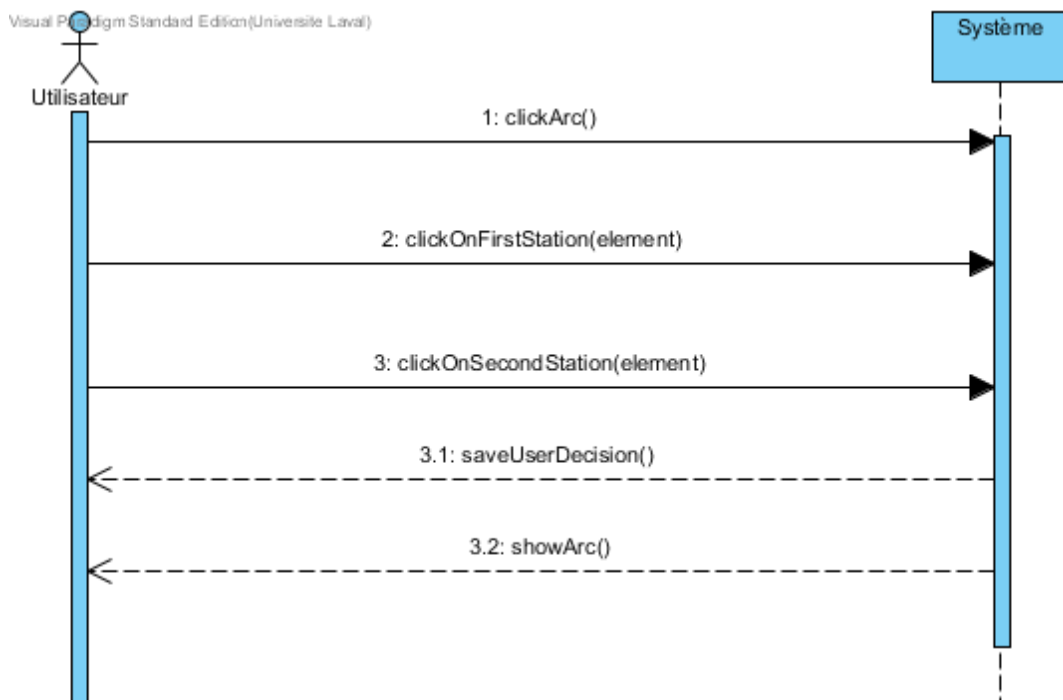 Visual Paradigm Standard Edition(Universite Laval)
Système
Utilisateur
1: clickArc()
2: clickOnFirstStation(element)
3: clickOnSecondStation(element)
3.1: saveUserDecision()
3.2: showArc()